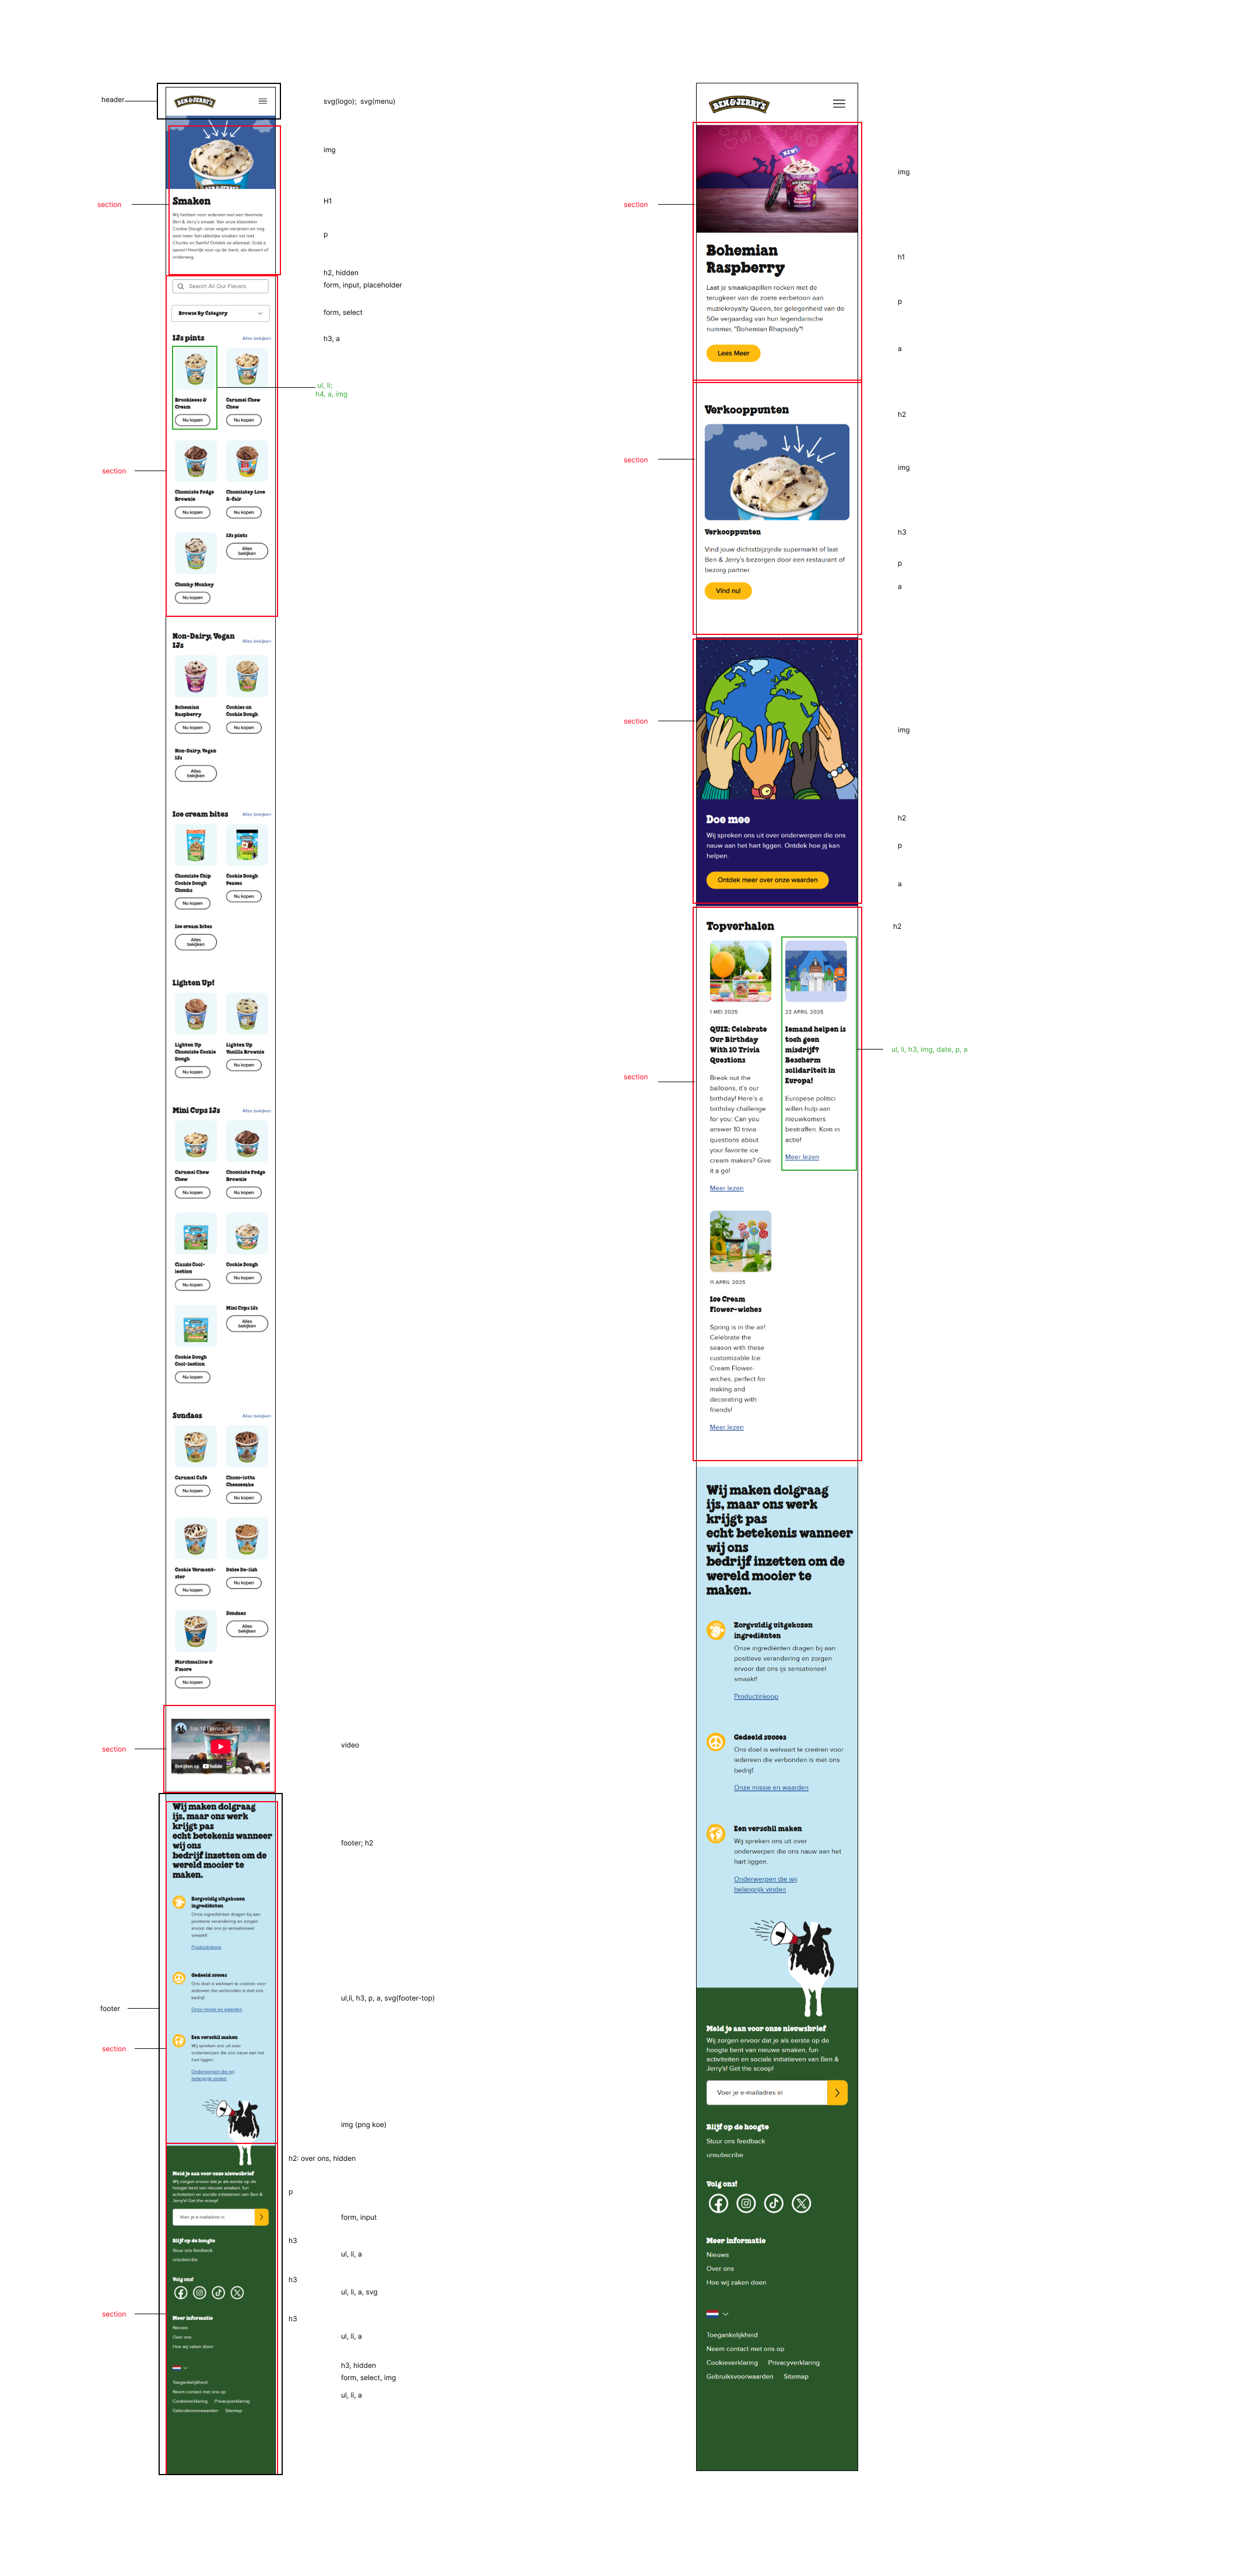 header
BEN & JERRY'S
svg(logo); svg(menu)
img
section
Smaken
H1
Wij hebben voor iedereen wel een favoriete
Ben & Jerry's smaak. Van onze klassieker
Cookie Dough, onze vegan varianten en nog
veel meer fairrukkelijke smaken vol met
Chunks en Swirls! Ontdek ze allemaal. Grab a
spoon! Heerlijk voor op de bank, als dessert of
onderweg.
p
h2, hidden
Search All Our Flavors
form, input, placeholder
Browse By Category
form, select
IJs pints
Alles bekijken
h3, a
ul, li;
h4, a, img
Brookieees &
Cream
Nu kopen
Caramel Chew
Chew
Nu kopen
section
Chocolate Fudge
Brownie
Nu kopen
Chocolatey Love
A-fair
Nu kopen
Chunky Monkey
Nu kopen
IJs pints
Alles
bekijken
Non-Dairy, Vegan
IJs
Alles bekijken
Bohemian
Raspberry
Nu kopen
Cookies on
Cookie Dough
Nu kopen
Non-Dairy, Vegan
IJs
Alles
bekijken
Ice cream bites
Alles bekijken
Chocolate Chip
Cookie Dough
Chunks
Nu kopen
Cookie Dough
Peaces
Nu kopen
Ice cream bites
Alles
bekijken
Lighten Up!
Lighten Up
Chocolate Cookie
Dough
Nu kopen
Lighten Up
Vanilla Brownie
Nu kopen
Mini Cups IJs
Alles bekijken
Caramel Chew
Chew
Nu kopen
Chocolate Fudge
Brownie
Nu kopen
Classic Cool-
lection
Nu kopen
Cookie Dough
Nu kopen
Cookie Dough
Cool-lection
Nu kopen
Mini Cups IJs
Alles
bekijken
Sundaes
Alles bekijken
Caramel Café
Nu kopen
Choco-lotta
Cheesecake
Nu kopen
Cookie Vermont-
ster
Nu kopen
Dulce De-lish
Nu kopen
Marshmallow &
S'more
Nu kopen
Sundaes
Alles
bekijken
section
Top 10 Flavors of 2022 | ...
Bekijken op YouTube
video
Wij maken dolgraag
ijs, maar ons werk
krijgt pas
echt betekenis wanneer
wij ons
bedrijf inzetten om de
wereld mooier te
maken.
footer; h2
Zorgvuldig uitgekozen
ingrediënten
Onze ingrediënten dragen bij aan
positieve verandering en zorgen
ervoor dat ons ijs sensationeel
smaakt!
Productinkoop
Gedeeld succes
Ons doel is welvaart te creëren voor
iedereen die verbonden is met ons
bedrijf.
Onze missie en waarden
ul,li, h3, p, a, svg(footer-top)
footer
section
Een verschil maken
Wij spreken ons uit over
onderwerpen die ons nauw aan het
hart liggen.
Onderwerpen die wij
belangrijk vinden
img (png koe)
h2: over ons, hidden
Meld je aan voor onze nieuwsbrief
Wij zorgen ervoor dat je als eerste op de
hoogte bent van nieuwe smaken, fun
activiteiten en sociale initiatieven van Ben &
Jerry's! Get the scoop!
p
Voer je e-mailadres in
form, input
Blijf op de hoogte
h3
Stuur ons feedback
unsubscribe
ul, li, a
Volg ons!
h3
ul, li, a, svg
section
Meer informatie
h3
Nieuws
Over ons
Hoe wij zaken doen
ul, li, a
h3, hidden
form, select, img
Toegankelijkheid
Neem contact met ons op
Cookieverklaring Privacyverklaring
Gebruiksvoorwaarden Sitemap
ul, li, a
BEN & JERRY'S
NEW!
img
section
Bohemian
Raspberry
h1
Laat je smaakpapillen rocken met de
terugkeer van de zoete eerbetoon aan
muziekroyalty Queen, ter gelegenheid van de
50e verjaardag van hun legendarische
nummer, "Bohemian Rhapsody"!
p
Lees Meer
a
Verkooppunten
h2
section
img
Verkooppunten
h3
Vind jouw dichtstbijzijnde supermarkt of laat
Ben & Jerry's bezorgen door een restaurant of
bezorg partner.
p
Vind nu!
a
section
img
Doe mee
h2
Wij spreken ons uit over onderwerpen die ons
nauw aan het hart liggen. Ontdek hoe jij kan
helpen.
p
Ontdek meer over onze waarden
a
Topverhalen
h2
1 MEI 2025
QUIZ: Celebrate
Our Birthday
With 10 Trivia
Questions
Break out the
balloons, it's our
birthday! Here's a
birthday challenge
for you: Can you
answer 10 trivia
questions about
your favorite ice
cream makers? Give
it a go!
Meer lezen
22 APRIL 2025
Iemand helpen is
toch geen
misdrijf?
Bescherm
solidariteit in
Europa!
Europese politici
willen hulp aan
nieuwkomers
bestraffen. Kom in
actie!
Meer lezen
ul, li, h3, img, date, p, a
section
11 APRIL 2025
Ice Cream
Flower-wiches
Spring is in the air!
Celebrate the
season with these
customizable Ice
Cream Flower-
wiches, perfect for
making and
decorating with
friends!
Meer lezen
Wij maken dolgraag
ijs, maar ons werk
krijgt pas
echt betekenis wanneer
wij ons
bedrijf inzetten om de
wereld mooier te
maken.
Zorgvuldig uitgekozen
ingrediënten
Onze ingrediënten dragen bij aan
positieve verandering en zorgen
ervoor dat ons ijs sensationeel
smaakt!
Productinkoop
Gedeeld succes
Ons doel is welvaart te creëren voor
iedereen die verbonden is met ons
bedrijf.
Onze missie en waarden
Een verschil maken
Wij spreken ons uit over
onderwerpen die ons nauw aan het
hart liggen.
Onderwerpen die wij
belangrijk vinden
Meld je aan voor onze nieuwsbrief
Wij zorgen ervoor dat je als eerste op de
hoogte bent van nieuwe smaken, fun
activiteiten en sociale initiatieven van Ben &
Jerry's! Get the scoop!
Voer je e-mailadres in
Blijf op de hoogte
Stuur ons feedback
unsubscribe
Volg ons!
Meer informatie
Nieuws
Over ons
Hoe wij zaken doen
Toegankelijkheid
Neem contact met ons op
Cookieverklaring Privacyverklaring
Gebruiksvoorwaarden Sitemap